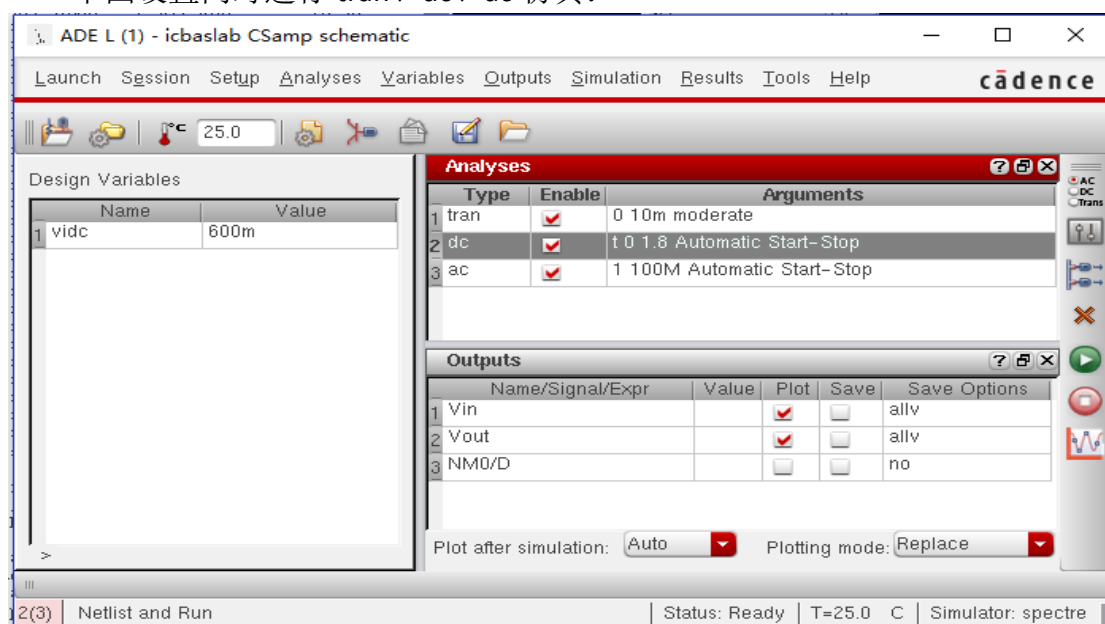 ADE L (1) - icbaslab CSamp schematic
Launch Session Setup Analyses Variables Outputs Simulation Results Tools Help cādence
°C 25.0
Design Variables
Name Value
1 vidc 600m
>
Analyses
Type Enable Arguments
1 tran 0 10m moderate
2 dc t 0 1.8 Automatic Start-Stop
3 ac 1 100M Automatic Start-Stop
Outputs
Name/Signal/Expr Value Plot Save Save Options
1 Vin allv
2 Vout allv
3 NM0/D no
Plot after simulation: Auto Plotting mode: Replace
AC
DC
Trans
2(3) Netlist and Run Status: Ready T=25.0 C Simulator: spectre